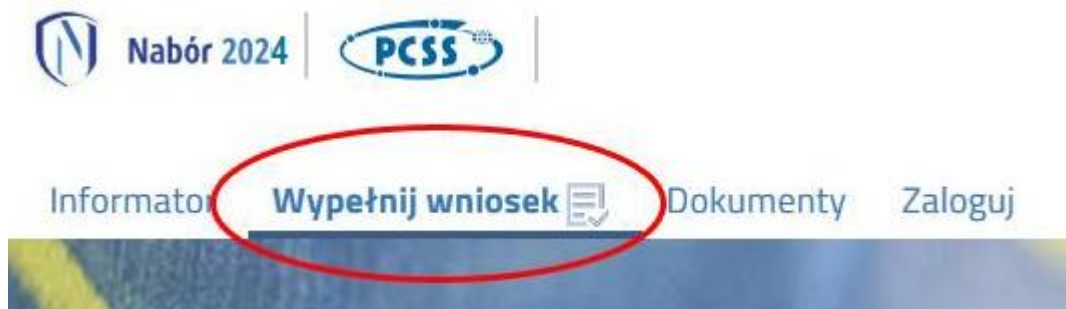 Nabór 2024 PCSS
Informator Wypełnij wniosek Dokumenty Zaloguj